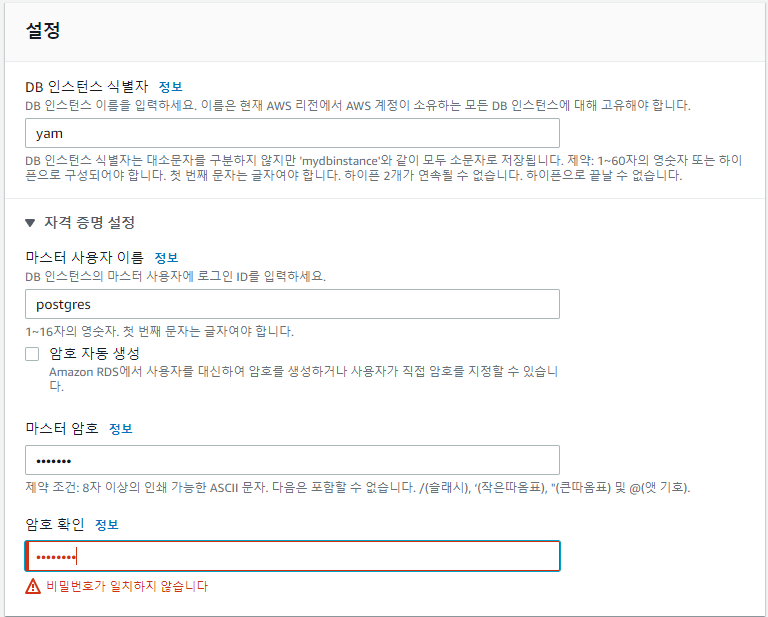 설정
DB 인스턴스 식별자 정보
DB 인스턴스 이름을 입력하세요. 이름은 현재 AWS 리전에서 AWS 계정이 소유하는 모든 DB 인스턴스에 대해 고유해야 합니다.
yam
DB 인스턴스 식별자는 대소문자를 구분하지 않지만 'mydbinstance'와 같이 모두 소문자로 저장됩니다. 제약: 1~60자의 영숫자 또는 하이
픈으로 구성되어야 합니다. 첫 번째 문자는 글자여야 합니다. 하이픈 2개가 연속될 수 없습니다. 하이픈으로 끝날 수 없습니다.
▼ 자격 증명 설정
마스터 사용자 이름 정보
DB 인스턴스의 마스터 사용자에 로그인 ID를 입력하세요.
postgres
1~16자의 영숫자. 첫 번째 문자는 글자여야 합니다.
암호 자동 생성
Amazon RDS에서 사용자를 대신하여 암호를 생성하거나 사용자가 직접 암호를 지정할 수 있습니
다.
마스터 암호 정보
•••••••
제약 조건: 8자 이상의 인쇄 가능한 ASCII 문자. 다음은 포함할 수 없습니다. /(슬래시), '(작은따옴표), "(큰따옴표) 및 @(앳 기호).
암호 확인 정보
••••••••
비밀번호가 일치하지 않습니다